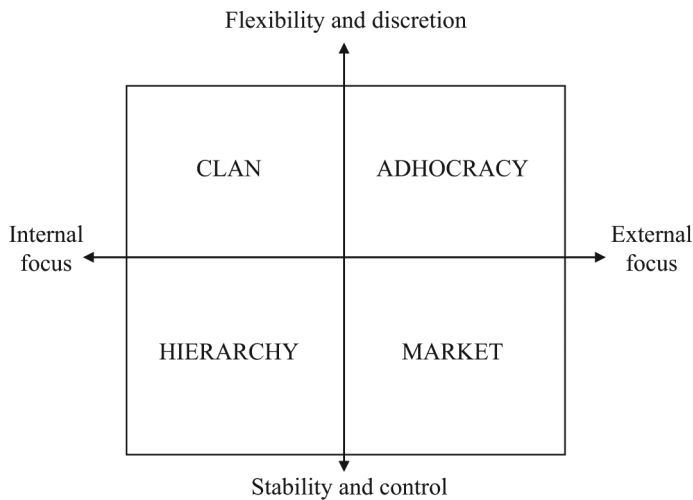 Flexibility and discretion
CLAN
ADHOCRACY
Internal
focus
External
focus
HIERARCHY
MARKET
Stability and control